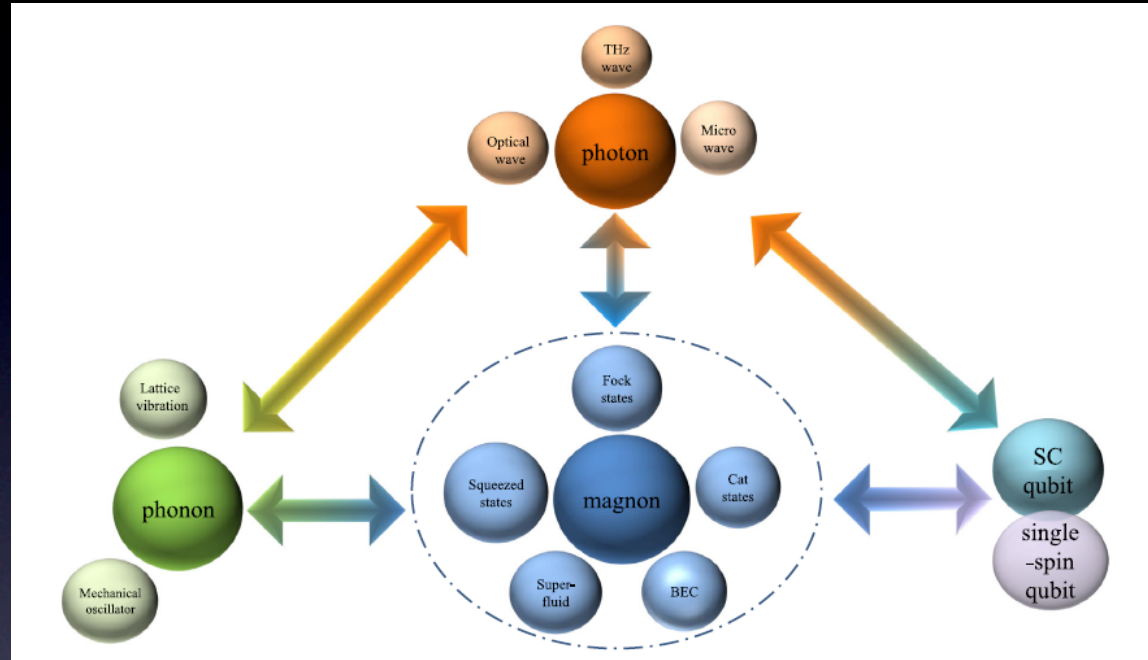 THz
wave
Optical
wave
photon
Micro
wave
Lattice
vibration
Fock
states
phonon
Squeezed
states
magnon
Cat
states
SC
qubit
single
-spin
qubit
Mechanical
oscillator
Super-
fluid
BEC